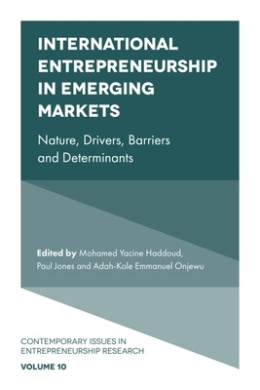 INTERNATIONAL
ENTREPRENEURSHIP
IN EMERGING
MARKETS
Nature, Drivers, Barriers
and Determinants
Edited by Mohamed Yacine Haddoud,
Paul Jones and Adah-Kole Emmanuel Onjewu
CONTEMPORARY ISSUES IN
ENTREPRENEURSHIP RESEARCH
VOLUME 10